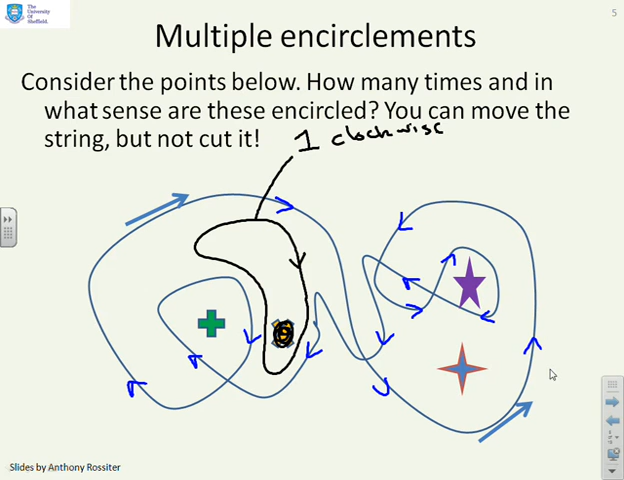 The
University
Of
Sheffield.
5
Multiple encirclements
Consider the points below. How many times and in
what sense are these encircled? You can move the
string, but not cut it!
1 clockwise
Slides by Anthony Rossiter